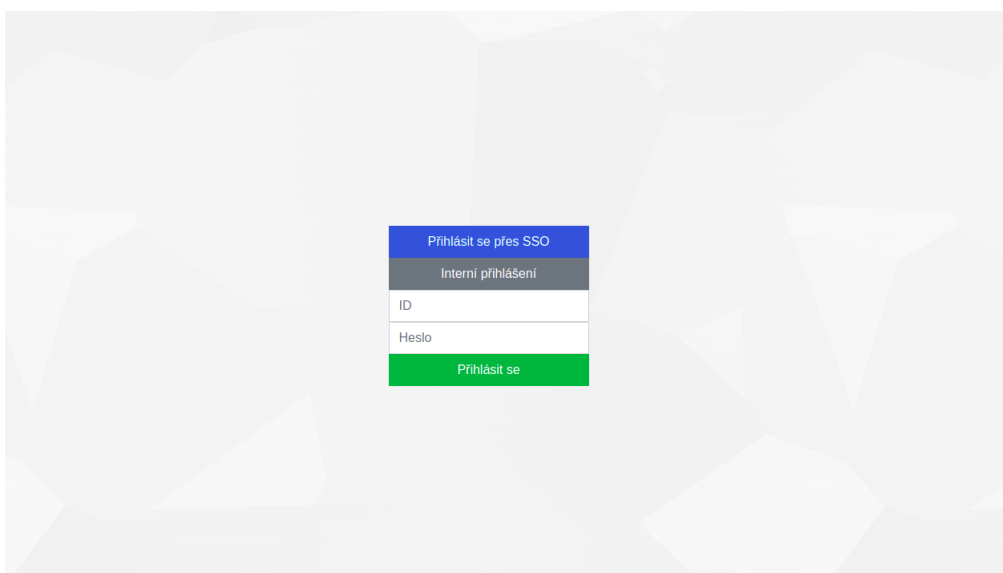 Přihlásit se přes SSO
Interní přihlášení
ID
Heslo
Přihlásit se